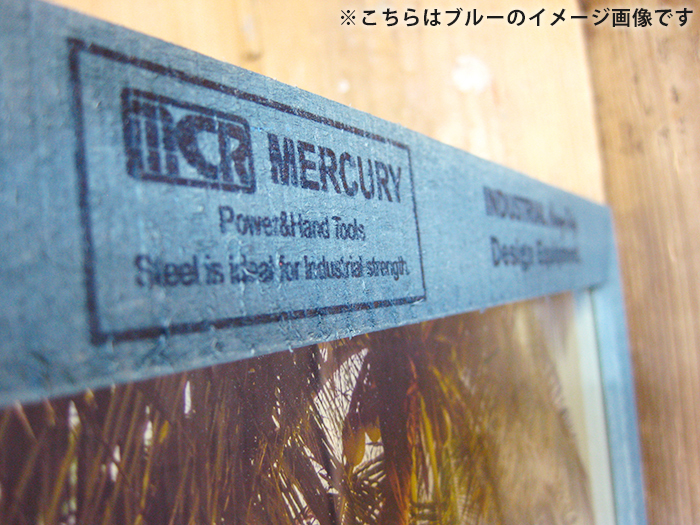 ※こちらはブルーのイメージ画像です
MCR MERCURY
Power&Hand Tools
Steel is ideal for Industrial strength.
INDUSTRIAL
Design Equipment